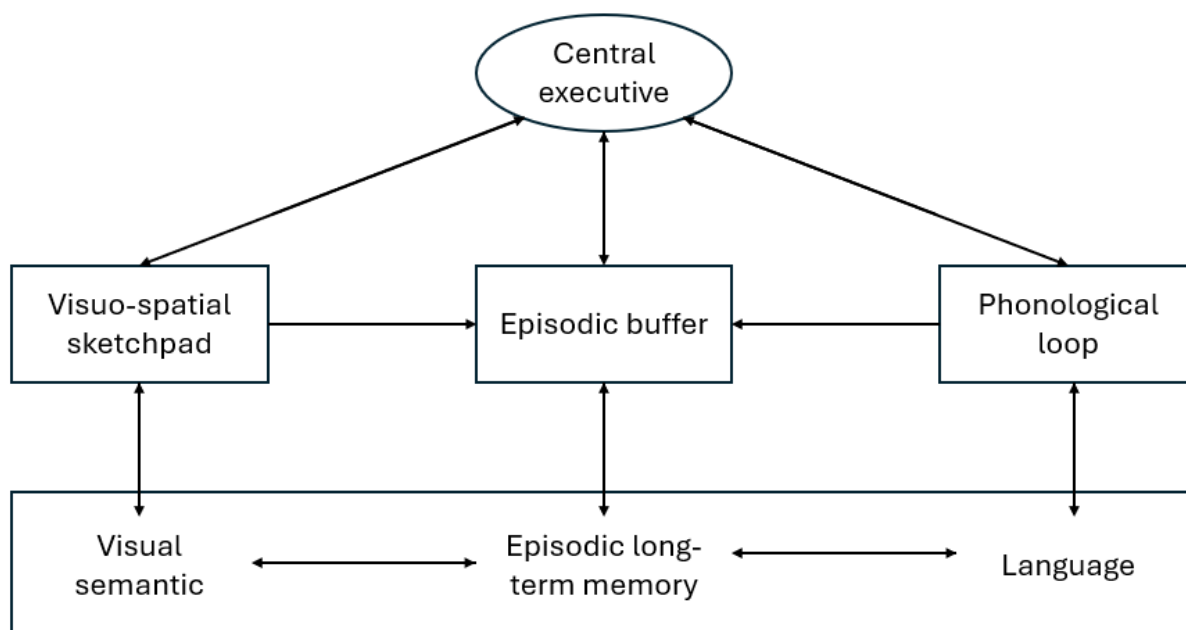 Central
executive
Visuo-spatial
sketchpad
Episodic buffer
Phonological
loop
Visual
semantic
Episodic long-
term memory
Language